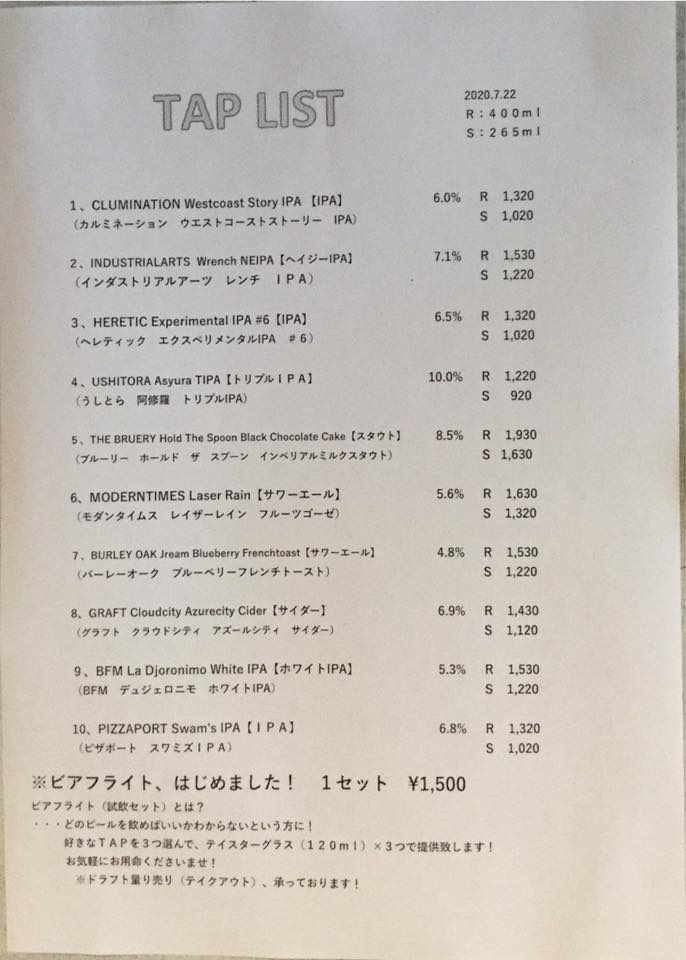 TAP LIST
2020.7.22
R：400ml
S：265ml
1、CLUMINATION Westcoast Story IPA 【IPA】 6.0% R 1,320
（カルミネーション ウエストコーストストーリー IPA） S 1,020
2、INDUSTRIALARTS Wrench NEIPA【ヘイジーIPA】 7.1% R 1,530
（インダストリアルアーツ レンチ ＩＰＡ） S 1,220
3、HERETIC Experimental IPA #6【IPA】 6.5% R 1,320
（ヘレティック エクスペリメンタルIPA ＃６） S 1,020
4、USHITORA Asyura TIPA【トリプルＩＰＡ】 10.0% R 1,220
（うしとら 阿修羅 トリプルIPA） S 920
5、THE BRUERY Hold The Spoon Black Chocolate Cake【スタウト】 8.5% R 1,930
（ブルーリー ホールド ザ スプーン インペリアルミルクスタウト） S 1,630
6、MODERNTIMES Laser Rain【サワーエール】 5.6% R 1,630
（モダンタイムス レイザーレイン フルーツゴーゼ） S 1,320
7、BURLEY OAK Jream Blueberry Frenchtoast【サワーエール】 4.8% R 1,530
（バーレーオーク ブルーベリーフレンチトースト） S 1,220
8、GRAFT Cloudcity Azurecity Cider【サイダー】 6.9% R 1,430
（グラフト クラウドシティ アズールシティ サイダー） S 1,120
9、BFM La Djoronimo White IPA【ホワイトIPA】 5.3% R 1,530
（BFM デュジェロニモ ホワイトIPA） S 1,220
10、PIZZAPORT Swam's IPA【ＩＰＡ】 6.8% R 1,320
（ピザポート スワミズＩＰＡ） S 1,020
※ビアフライト、はじめました！ １セット ¥1,500
ビアフライト（試飲セット）とは？
・・・どのビールを飲めばいいかわからないという方に！
好きなＴＡＰを３つ選んで、テイスターグラス（１２０ｍｌ）×３つで提供致します！
お気軽にお用命くださいませ！
※ドラフト量り売り（テイクアウト）、承っております！